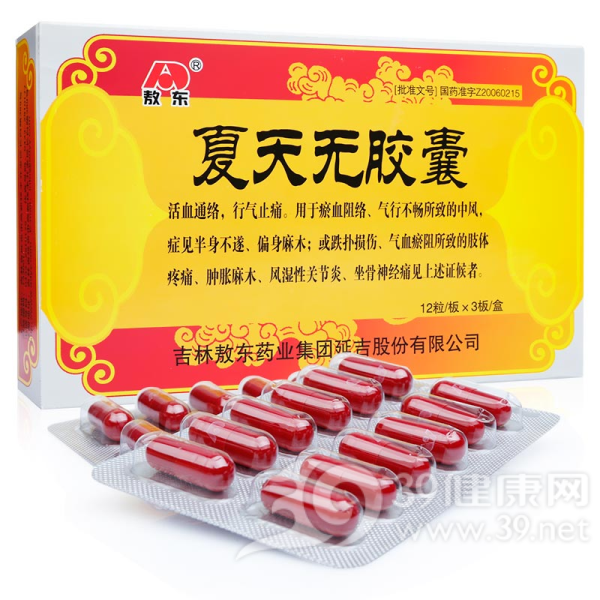 敖东®
[批准文号] 国药准字Z20060215
夏天无胶囊
活血通络，行气止痛。用于瘀血阻络、气行不畅所致的中风，
症见半身不遂、偏身麻木；或跌扑损伤、气血瘀阻所致的肢体
疼痛、肿胀麻木、风湿性关节炎、坐骨神经痛见上述证候者。
12粒/板×3板/盒
吉林敖东药业集团延吉股份有限公司
39健康网
www.39.net